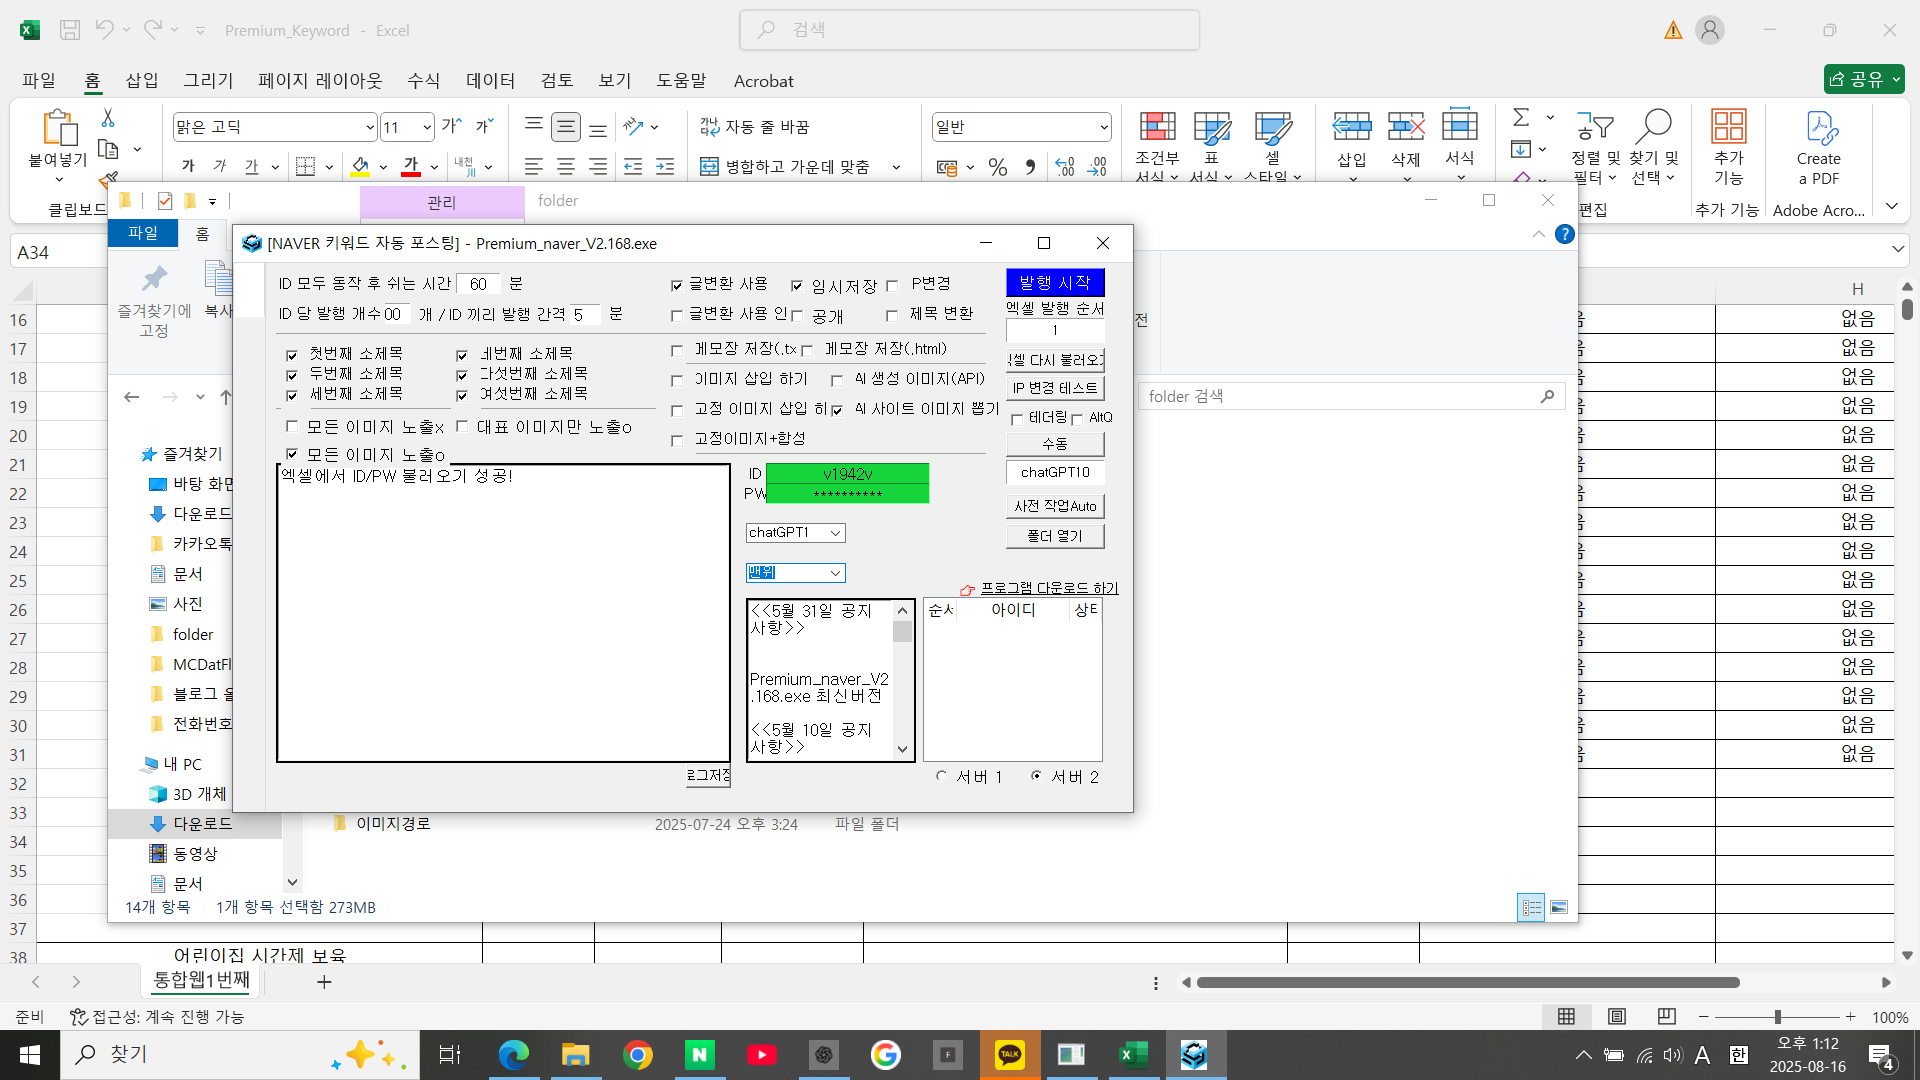 Premium_Keyword - Excel
검색
파일 홈 삽입 그리기 페이지 레이아웃 수식 데이터 검토 보기 도움말 Acrobat
공유
붙여넣기
클립보드
맑은 고딕 11
가 가 가 내천
자동 줄 바꿈
병합하고 가운데 맞춤
일반
조건부 서식
표 서식
셀 스타일
삽입 삭제 서식
정렬 및 필터
찾기 및 선택
편집
추가 기능
추가 기능
Create a PDF
Adobe Acro...
A34
H
관리 folder
파일 홈
즐겨찾기에 고정
복사
전
folder 검색
[NAVER 키워드 자동 포스팅] - Premium_naver_V2.168.exe
ID 모두 동작 후 쉬는 시간 60 분
ID 당 발행 개수 00 개 / ID 끼리 발행 간격 5 분
글변환 사용 임시저장 P변경
글변환 사용 인 공개 제목 변환
첫번째 소제목 네번째 소제목
두번째 소제목 다섯번째 소제목
세번째 소제목 여섯번째 소제목
모든 이미지 노출x 대표 이미지만 노출o
모든 이미지 노출o
메모장 저장(.tx 메모장 저장(.html)
이미지 삽입 하기 AI 생성 이미지(API)
고정 이미지 삽입 히 AI 사이트 이미지 뽑기
고정이미지+합성
발행 시작
엑셀 발행 순서
1
셀 다시 불러오
IP 변경 테스트
테더링 AltQ
수동
chatGPT10
사전 작업Auto
폴더 열기
엑셀에서 ID/PW 불러오기 성공!
ID v1942v
PW **********
chatGPT1
맨위
프로그램 다운로드 하기
<<5월 31일 공지
사항>>
Premium_naver_V2
.168.exe 최신버전
<<5월 10일 공지
사항>>
순서 아이디 상태
로그저장
서버 1 서버 2
즐겨찾기
바탕 화면
다운로드
카카오톡
문서
사진
folder
MCDatFl
블로그 올
전화번호
내 PC
3D 개체
다운로드
동영상
문서
이미지경로 2025-07-24 오후 3:24 파일 폴더
14개 항목 1개 항목 선택함 273MB
16 없음
17 없음
18 없음
19 없음
20 없음
21 없음
22 없음
23 없음
24 없음
25 없음
26 없음
27 없음
28 없음
29 없음
30 없음
31 없음
32
33
34
35
36
37
38 어린이집 시간제 보육
통합웹1번째
준비 접근성: 계속 진행 가능 100%
찾기
TALK
A 한
오후 1:12
2025-08-16
4